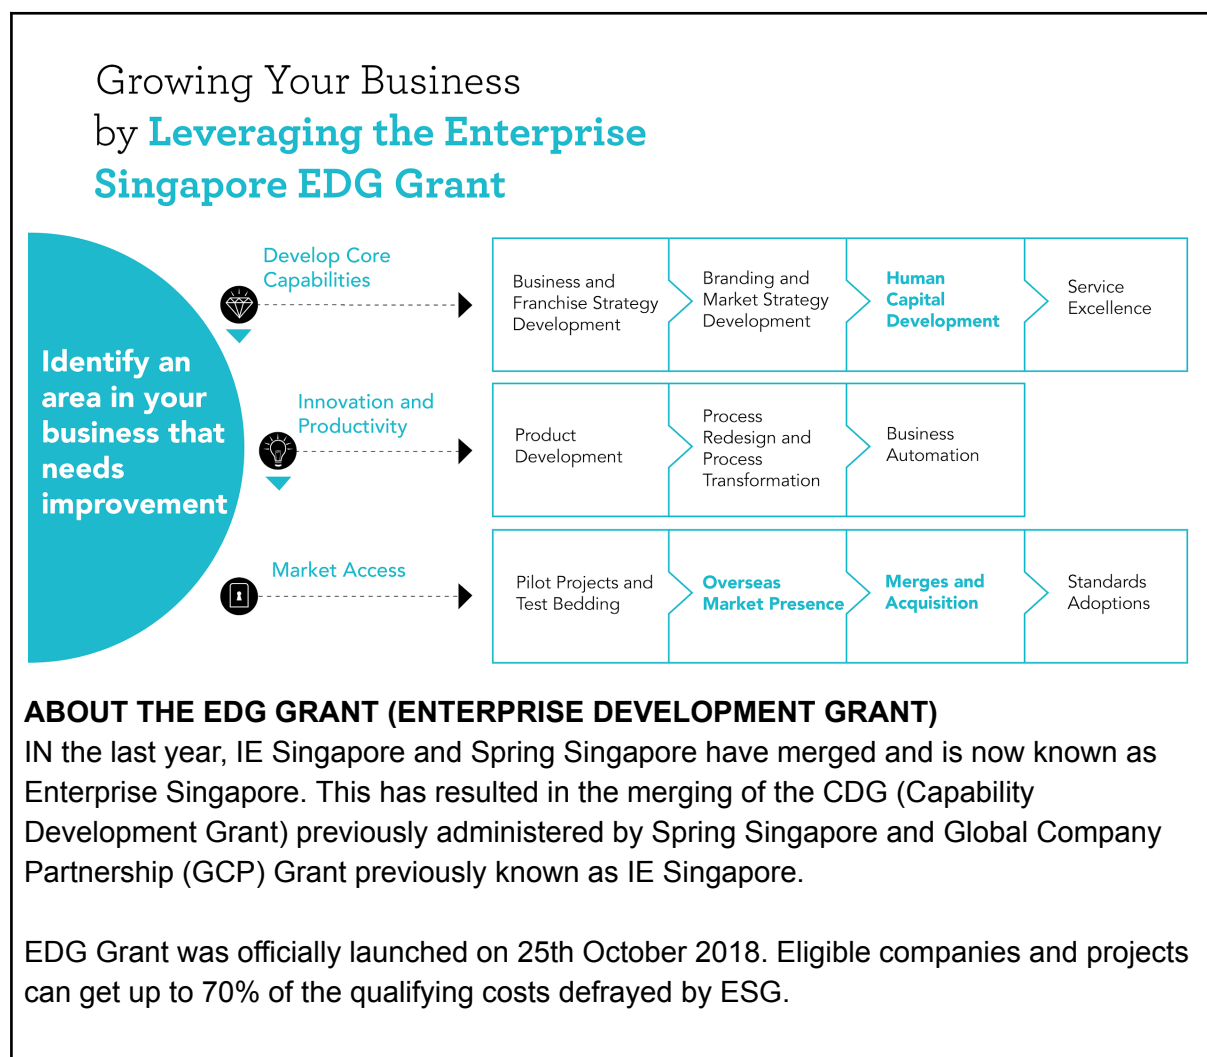 Growing Your Business
by Leveraging the Enterprise
Singapore EDG Grant
Identify an
area in your
business that
needs
improvement
Develop Core
Capabilities
Business and
Franchise Strategy
Development
Branding and
Market Strategy
Development
Human
Capital
Development
Service
Excellence
Innovation and
Productivity
Product
Development
Process
Redesign and
Process
Transformation
Business
Automation
Market Access
Pilot Projects and
Test Bedding
Overseas
Market Presence
Merges and
Acquisition
Standards
Adoptions
ABOUT THE EDG GRANT (ENTERPRISE DEVELOPMENT GRANT)
IN the last year, IE Singapore and Spring Singapore have merged and is now known as
Enterprise Singapore. This has resulted in the merging of the CDG (Capability
Development Grant) previously administered by Spring Singapore and Global Company
Partnership (GCP) Grant previously known as IE Singapore.
EDG Grant was officially launched on 25th October 2018. Eligible companies and projects
can get up to 70% of the qualifying costs defrayed by ESG.